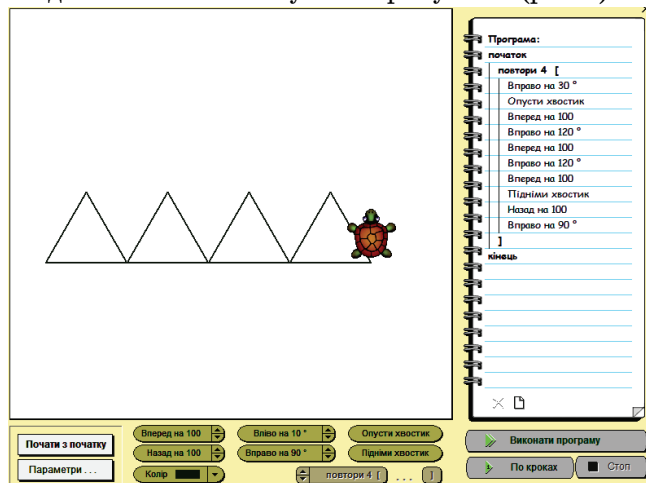 Програма:
початок
повтори 4 [
Вправо на 30 °
Опусти хвостик
Вперед на 100
Вправо на 120 °
Вперед на 100
Вправо на 120 °
Вперед на 100
Підніми хвостик
Назад на 100
Вправо на 90 °
]
кінець
Почати з початку
Параметри . . .
Вперед на 100
Вліво на 10 °
Опусти хвостик
Назад на 100
Вправо на 90 °
Підніми хвостик
Колір
повтори 4 [ . . . ]
Виконати програму
По кроках
Стоп